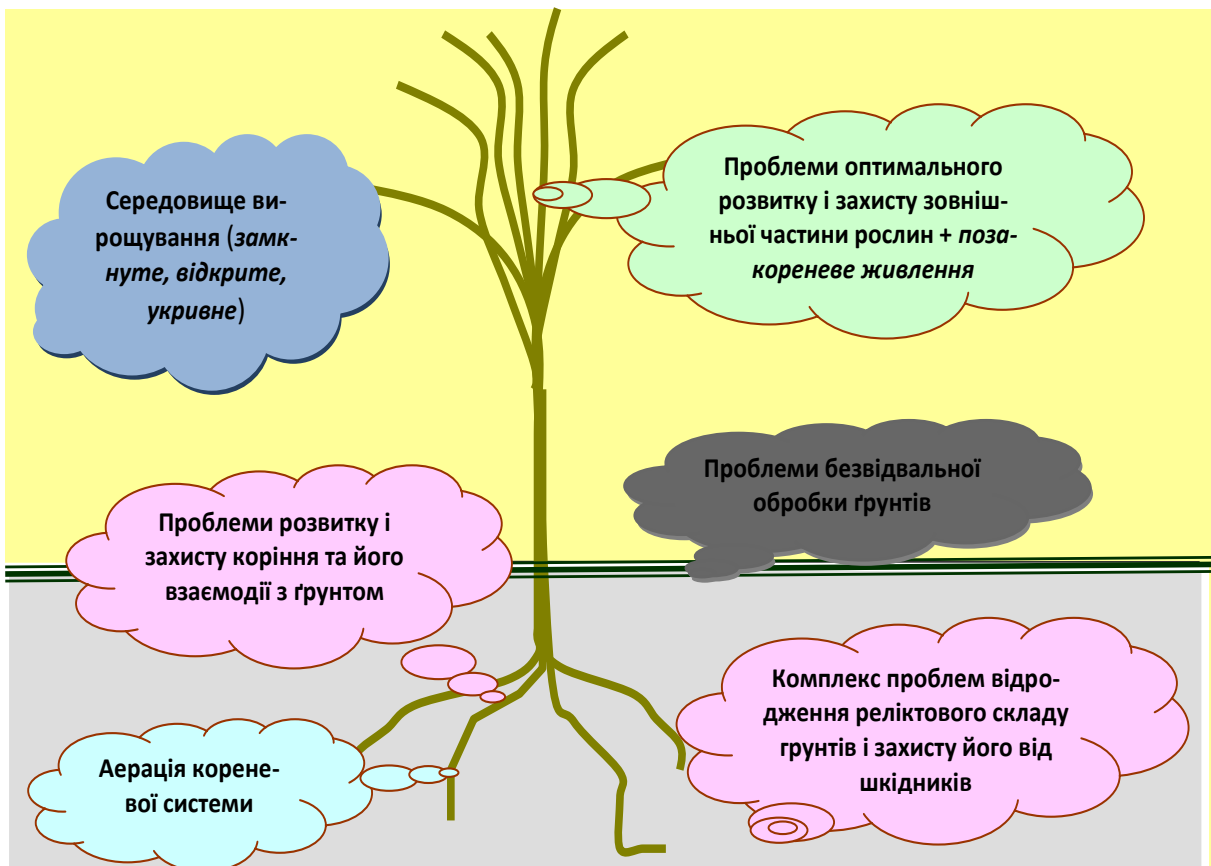 Середовище ви-
рощування (замк-
нуте, відкрите,
укривне)
Проблеми оптимального
розвитку і захисту зовніш-
ньої частини рослин + поза-
кореневе живлення
Проблеми безвідвальної
обробки ґрунтів
Проблеми розвитку і
захисту коріння та його
взаємодії з ґрунтом
Комплекс проблем відро-
дження реліктового складу
грунтів і захисту його від
шкідників
Аерація корене-
вої системи